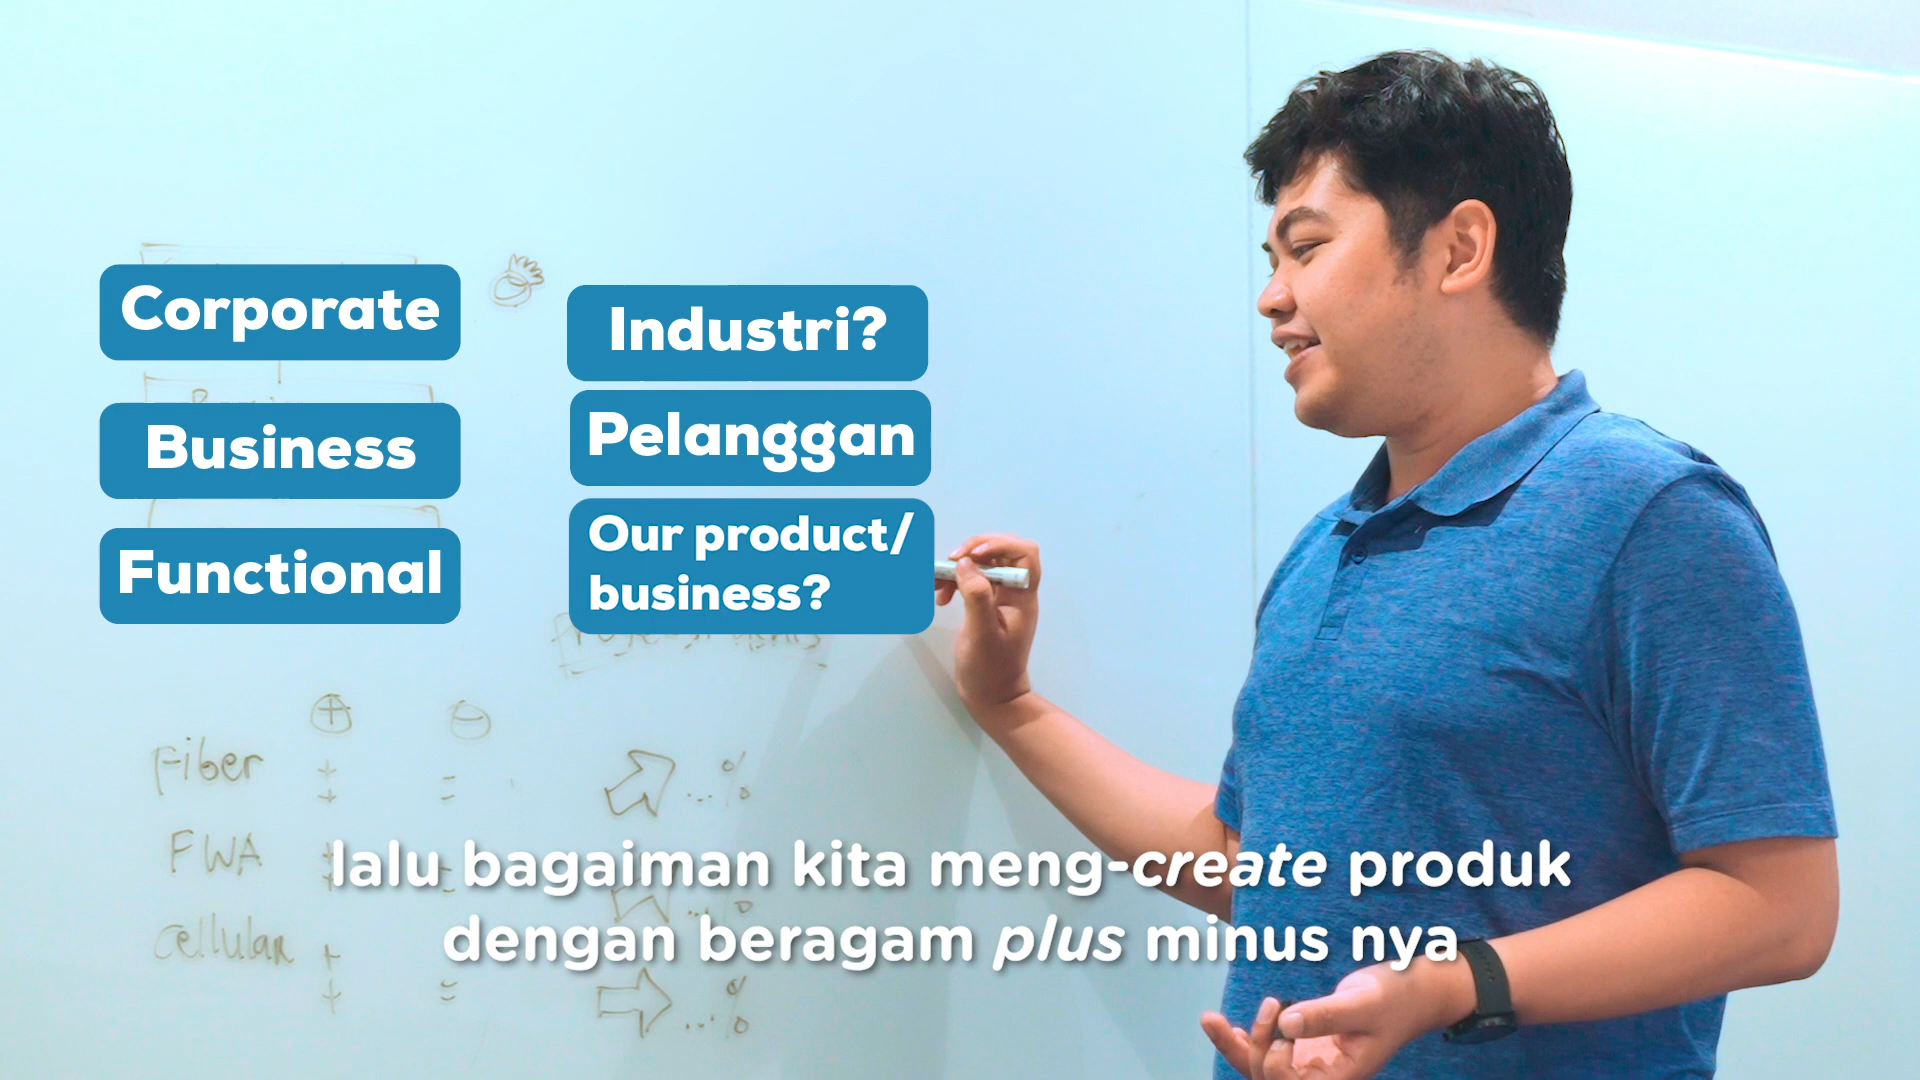 Corporate
Business
Functional
Industri?
Pelanggan
Our product/
business?
Fiber
FWA
Cellular
... %
... %
lalu bagaiman kita meng-create produk
dengan beragam plus minus nya